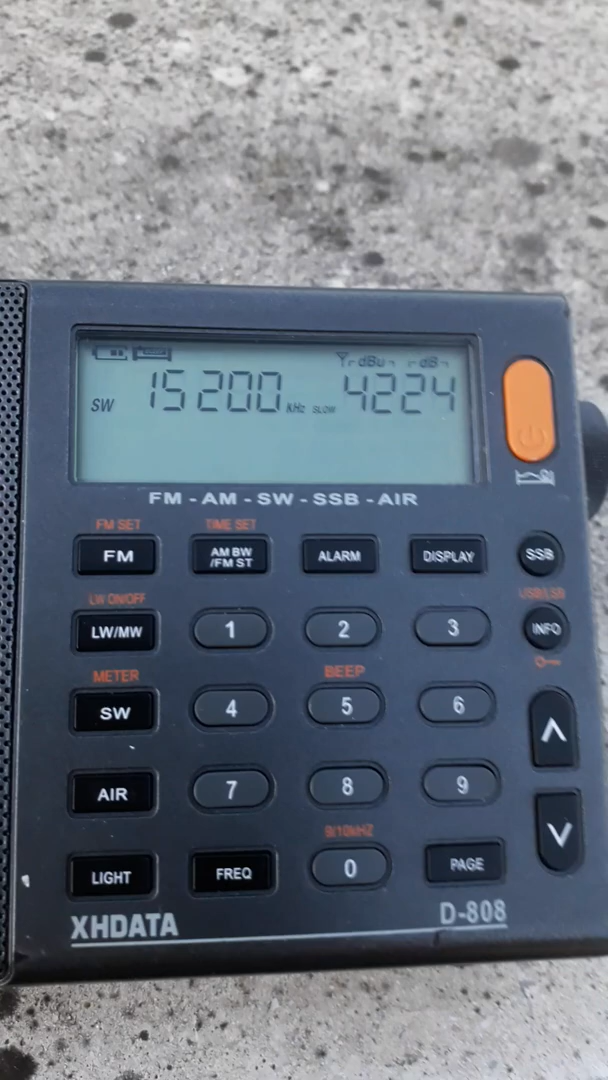 dBu dB
SW 15200 KHz SLOW 4224
FM - AM - SW - SSB - AIR
FM SET TIME SET
FM AM BW /FM ST ALARM DISPLAY SSB
LW ON/OFF USB/LSB
LW/MW 1 2 3 INFO
METER BEEP
SW 4 5 6
AIR 7 8 9
9/10kHZ
LIGHT FREQ 0 PAGE
XHDATA D-808